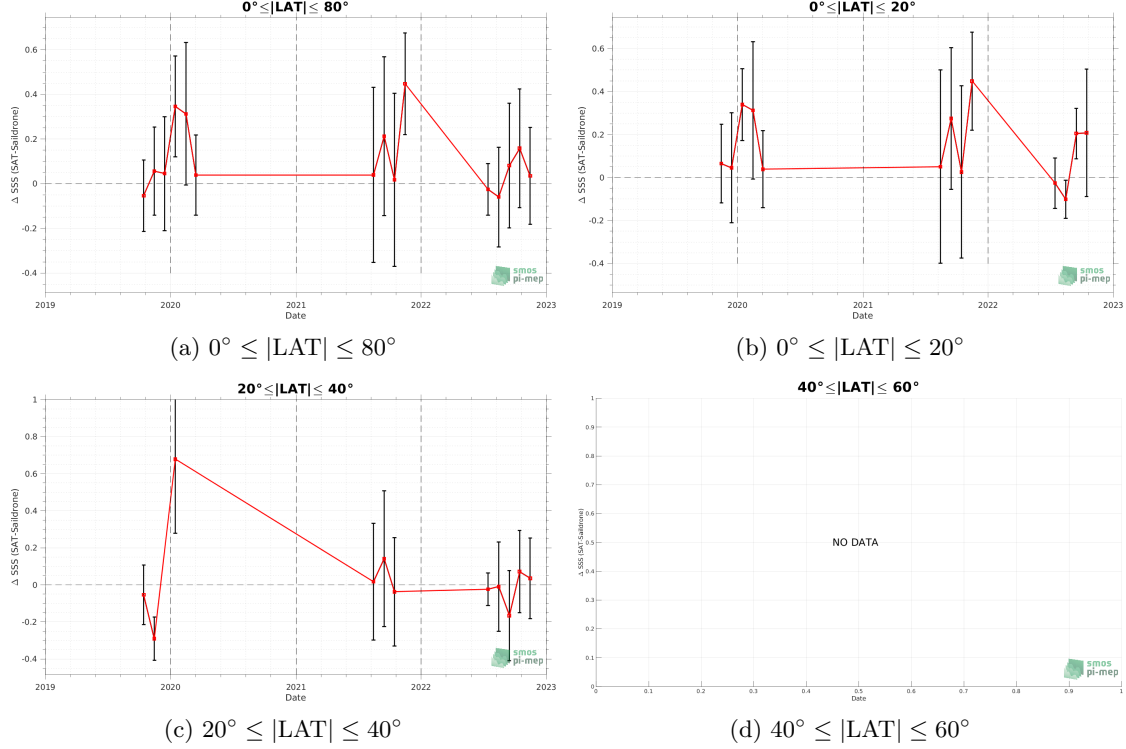 0°≤|LAT|≤ 80°
Δ SSS (SAT-Saildrone)
0.6
0.4
0.2
0
-0.2
-0.4
smos
pi-mep
2019 2020 2021 2022 2023
Date
(a) 0° ≤ |LAT| ≤ 80°
0°≤|LAT|≤ 20°
Δ SSS (SAT-Saildrone)
0.6
0.4
0.2
0
-0.2
-0.4
smos
pi-mep
2019 2020 2021 2022 2023
Date
(b) 0° ≤ |LAT| ≤ 20°
20°≤|LAT|≤ 40°
Δ SSS (SAT-Saildrone)
1
0.8
0.6
0.4
0.2
0
-0.2
-0.4
smos
pi-mep
2019 2020 2021 2022 2023
Date
(c) 20° ≤ |LAT| ≤ 40°
40°≤|LAT|≤ 60°
Δ SSS (SAT-Saildrone)
1
0.9
0.8
0.7
0.6
0.5
0.4
0.3
0.2
0.1
0
NO DATA
smos
pi-mep
0 0.1 0.2 0.3 0.4 0.5 0.6 0.7 0.8 0.9 1
Date
(d) 40° ≤ |LAT| ≤ 60°